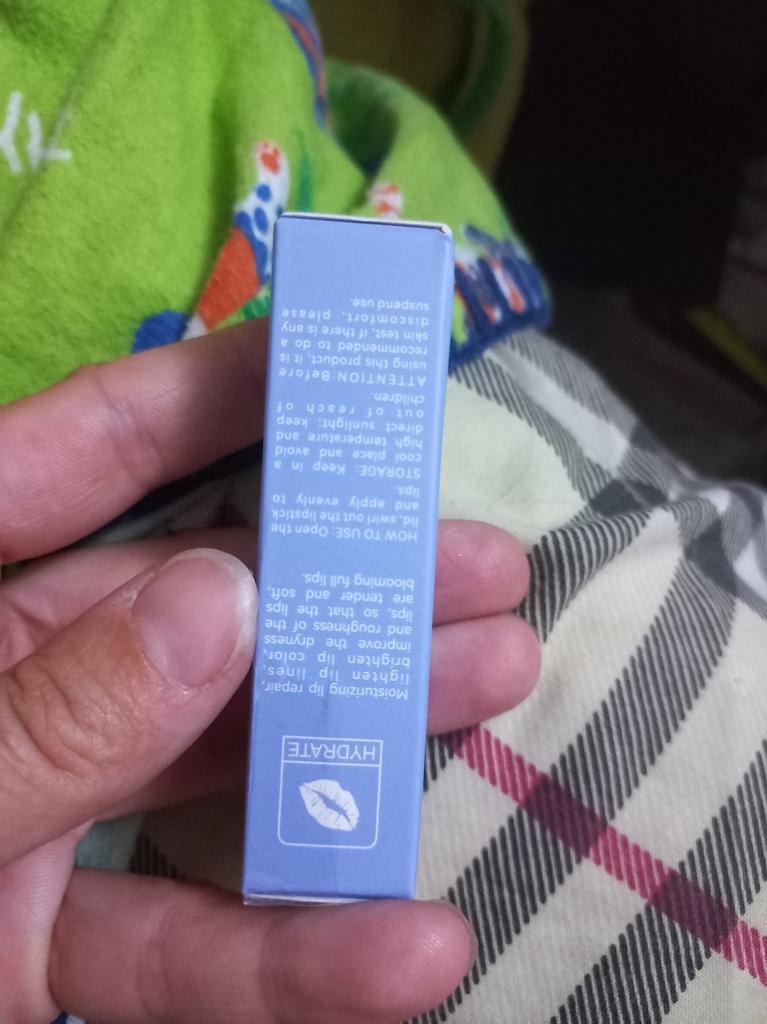 HYDRATE
Moisturizing lip repair,
lighten lip lines,
brighten lip color,
improve the dryness
and roughness of the
lips, so that the lips
are tender and soft,
blooming full lips.
HOW TO USE: Open the
lid, swirl out the lipstick
and apply evenly to
lips.
STORAGE: Keep in a
cool place and avoid
high temperature and
direct sunlight; keep
out of reach of
children.
ATTENTION: Before
using this product, it is
recommended to do a
skin test, if there is any
discomfort, please
suspend use.